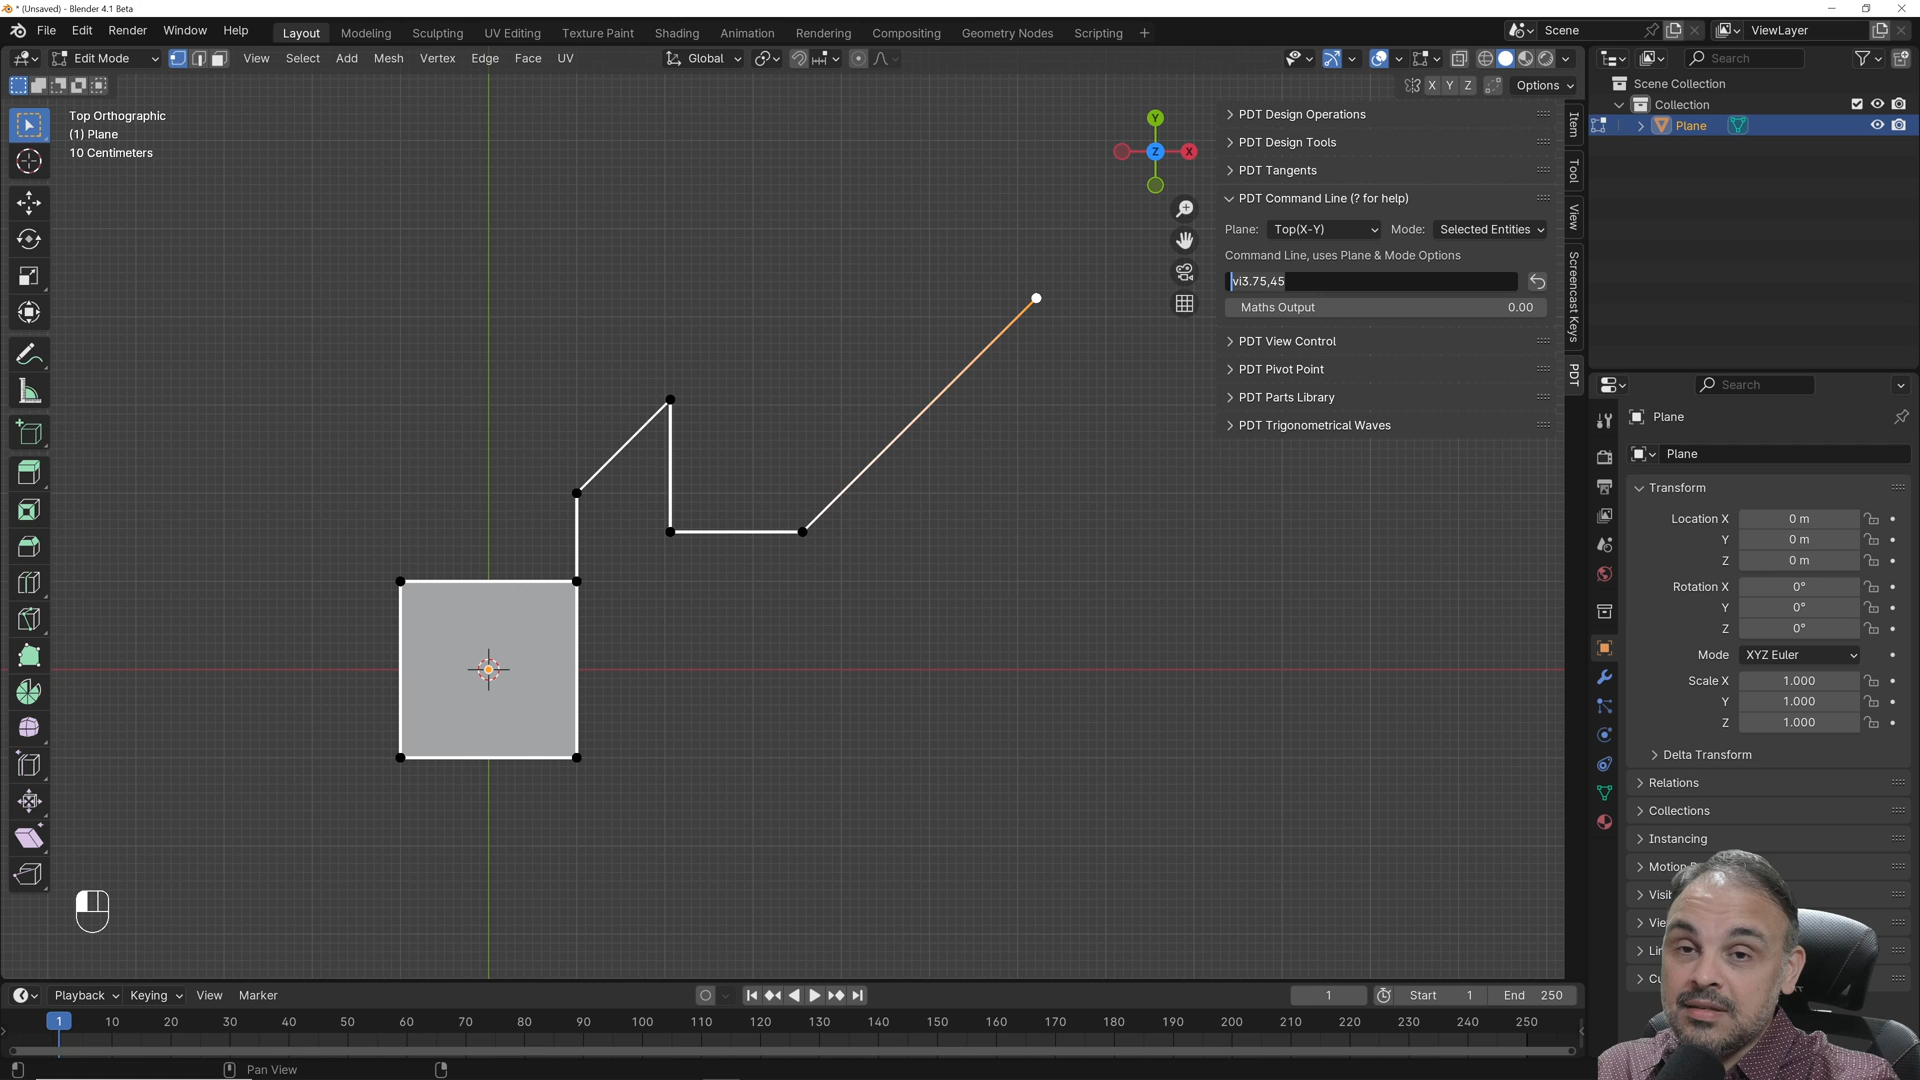 * (Unsaved) - Blender 4.1 Beta
File Edit Render Window Help
Layout Modeling Sculpting UV Editing Texture Paint Shading Animation Rendering Compositing Geometry Nodes Scripting +
Scene
ViewLayer
Edit Mode
View Select Add Mesh Vertex Edge Face UV
Global
Search
X Y Z
Options
Scene Collection
Collection
Plane
Top Orthographic
(1) Plane
10 Centimeters
Y
Z
X
PDT Design Operations
PDT Design Tools
PDT Tangents
PDT Command Line (? for help)
Plane: Top(X-Y) Mode: Selected Entities
Command Line, uses Plane & Mode Options
vi3.75,45
Maths Output 0.00
PDT View Control
PDT Pivot Point
PDT Parts Library
PDT Trigonometrical Waves
Item
Tool
View
Screencast Keys
PDT
Search
Plane
Plane
Transform
Location X 0 m
Y 0 m
Z 0 m
Rotation X 0°
Y 0°
Z 0°
Mode XYZ Euler
Scale X 1.000
Y 1.000
Z 1.000
Delta Transform
Relations
Collections
Instancing
Playback Keying View Marker
1
Start 1
End 250
1 10 20 30 40 50 60 70 80 90 100 110 120 130 140 150 160 170 180 190 200 210 220 230 240 250
Pan View